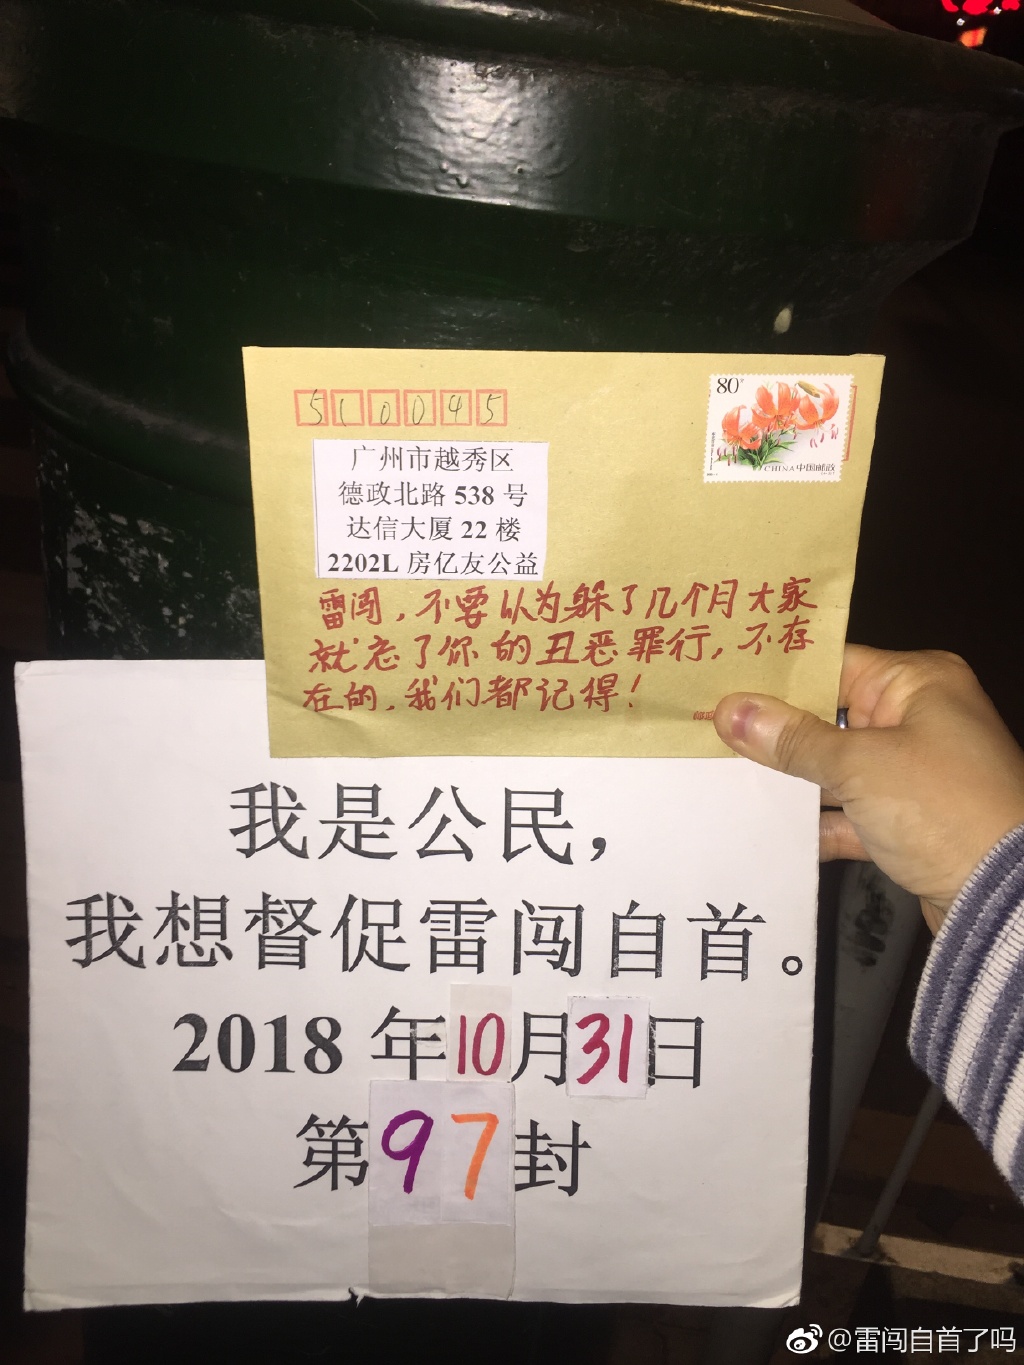 510045
80分
CHINA 中国邮政
广州市越秀区
德政北路 538 号
达信大厦 22 楼
2202L 房亿友公益
雷闯，不要以为躲了几个月大家
就忘了你的丑恶罪行，不存
在的，我们都记得！
我是公民，
我想督促雷闯自首。
2018 年10月31日
第97封
@雷闯自首了吗